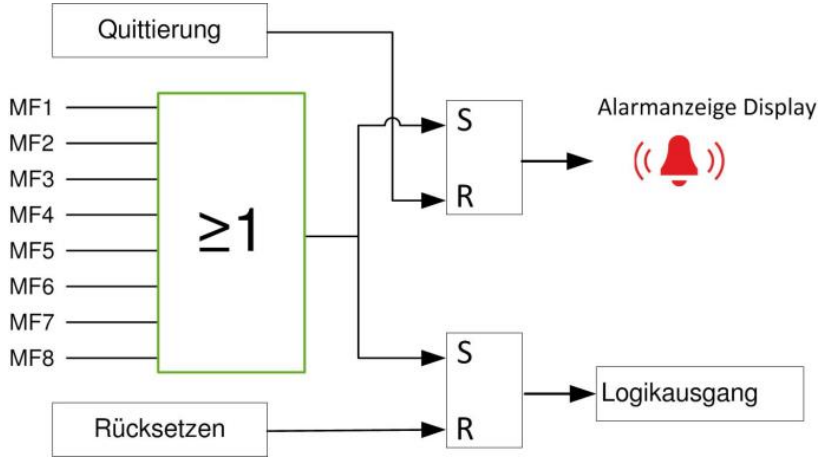 Quittierung
MF1
MF2
MF3
MF4
MF5
MF6
MF7
MF8
≥1
S
R
Alarmanzeige Display
S
R
Logikausgang
Rücksetzen